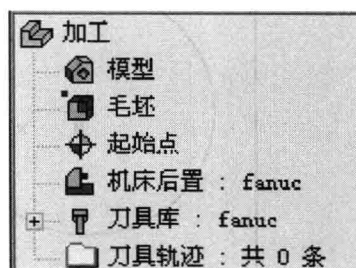 加工
模型
毛坯
起始点
机床后置 : fanuc
刀具库 : fanuc
刀具轨迹 : 共 0 条